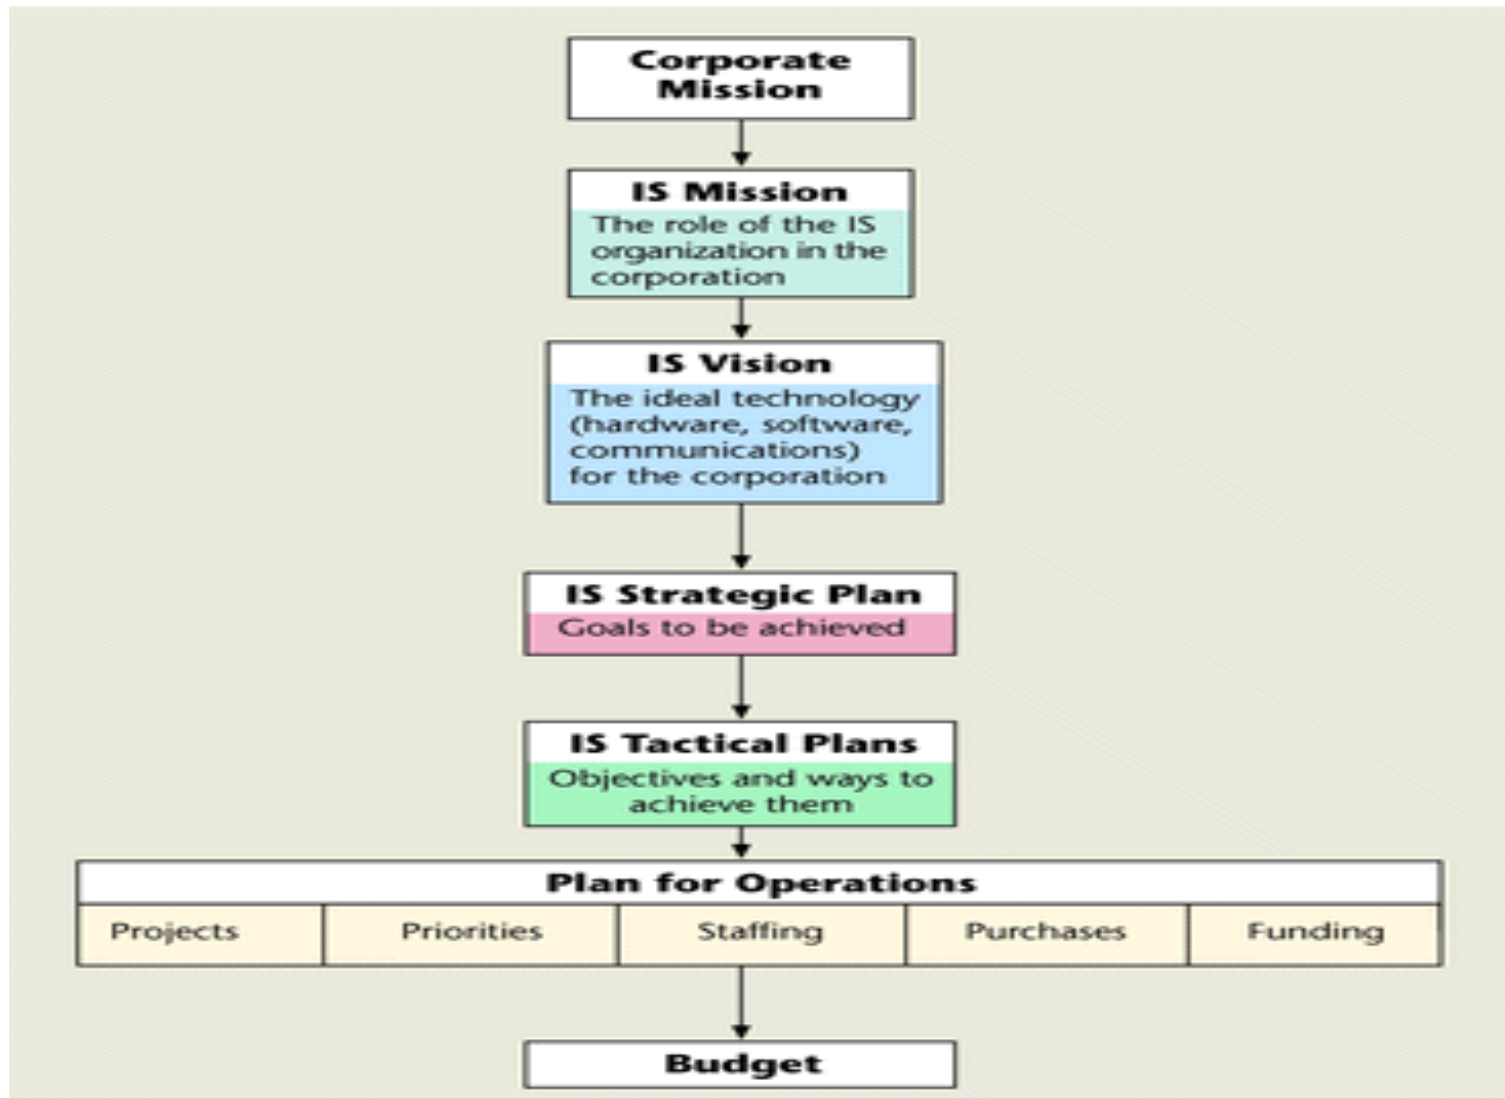 Corporate
Mission
IS Mission
The role of the IS
organization in the
corporation
IS Vision
The ideal technology
(hardware, software,
communications)
for the corporation
IS Strategic Plan
Goals to be achieved
IS Tactical Plans
Objectives and ways to
achieve them
Plan for Operations
Projects Priorities Staffing Purchases Funding
Budget